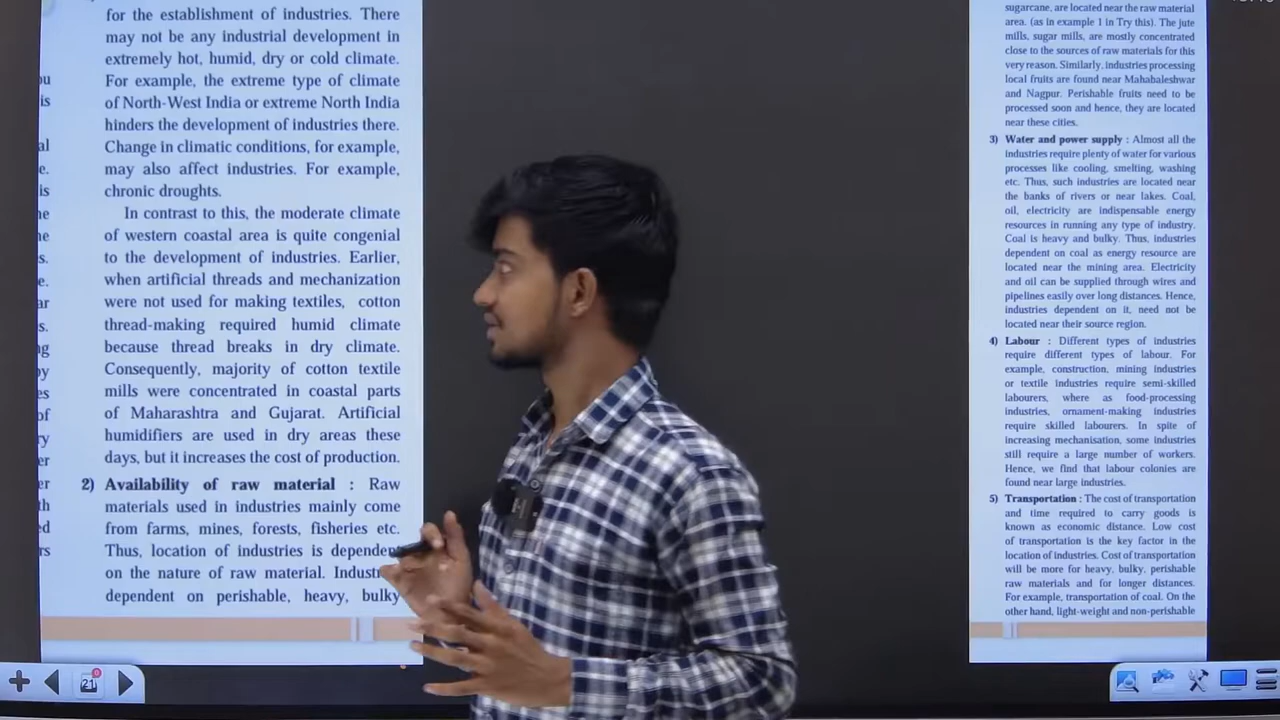 for the establishment of industries. There
may not be any industrial development in
extremely hot, humid, dry or cold climate.
For example, the extreme type of climate
of North-West India or extreme North India
hinders the development of industries there.
Change in climatic conditions, for example,
may also affect industries. For example,
chronic droughts.
In contrast to this, the moderate climate
of western coastal area is quite congenial
to the development of industries. Earlier,
when artificial threads and mechanization
were not used for making textiles, cotton
thread-making required humid climate
because thread breaks in dry climate.
Consequently, majority of cotton textile
mills were concentrated in coastal parts
of Maharashtra and Gujarat. Artificial
humidifiers are used in dry areas these
days, but it increases the cost of production.
2) Availability of raw material : Raw
materials used in industries mainly come
from farms, mines, forests, fisheries etc.
Thus, location of industries is dependent
on the nature of raw material. Industr
dependent on perishable, heavy, bulky
21
sugarcane, are located near the raw material
area. (as in example 1 in Try this). The jute
mills, sugar mills, are mostly concentrated
close to the sources of raw materials for this
very reason. Similarly, industries processing
local fruits are found near Mahabaleshwar
and Nagpur. Perishable fruits need to be
processed soon and hence, they are located
near these cities.
3) Water and power supply : Almost all the
industries require plenty of water for various
processes like cooling, smelting, washing
etc. Thus, such industries are located near
the banks of rivers or near lakes. Coal,
oil, electricity are indispensable energy
resources in running any type of industry.
Coal is heavy and bulky. Thus, industries
dependent on coal as energy resource are
located near the mining area. Electricity
and oil can be supplied through wires and
pipelines easily over long distances. Hence,
industries dependent on it, need not be
located near their source region.
4) Labour : Different types of industries
require different types of labour. For
example, construction, mining industries
or textile industries require semi-skilled
labourers, where as food-processing
industries, ornament-making industries
require skilled labourers. In spite of
increasing mechanisation, some industries
still require a large number of workers.
Hence, we find that labour colonies are
found near large industries.
5) Transportation : The cost of transportation
and time required to carry goods is
known as economic distance. Low cost
of transportation is the key factor in the
location of industries. Cost of transportation
will be more for heavy, bulky, perishable
raw materials and for longer distances.
For example, transportation of coal. On the
other hand, light-weight and non-perishable